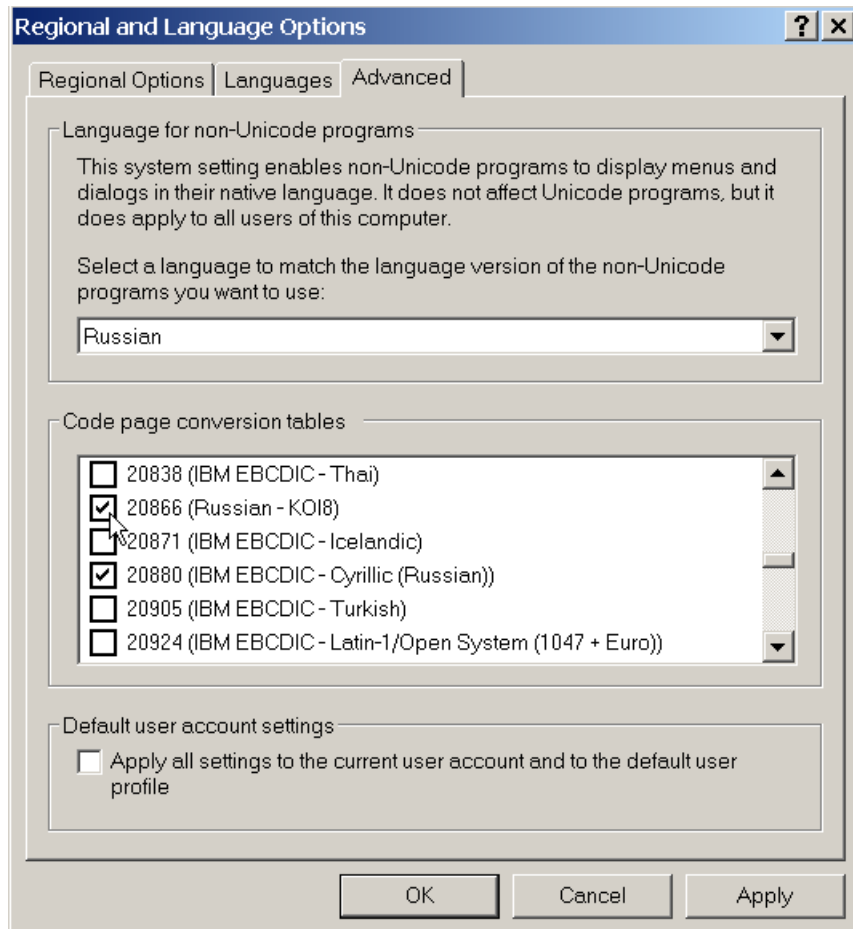 Regional and Language Options
Regional Options
Languages
Advanced
Language for non-Unicode programs
This system setting enables non-Unicode programs to display menus and
dialogs in their native language. It does not affect Unicode programs, but it
does apply to all users of this computer.
Select a language to match the language version of the non-Unicode
programs you want to use:
Russian
Code page conversion tables
20838 (IBM EBCDIC - Thai)
20866 (Russian - KOI8)
20871 (IBM EBCDIC - Icelandic)
20880 (IBM EBCDIC - Cyrillic (Russian))
20905 (IBM EBCDIC - Turkish)
20924 (IBM EBCDIC - Latin-1/Open System (1047 + Euro))
Default user account settings
Apply all settings to the current user account and to the default user
profile
OK
Cancel
Apply